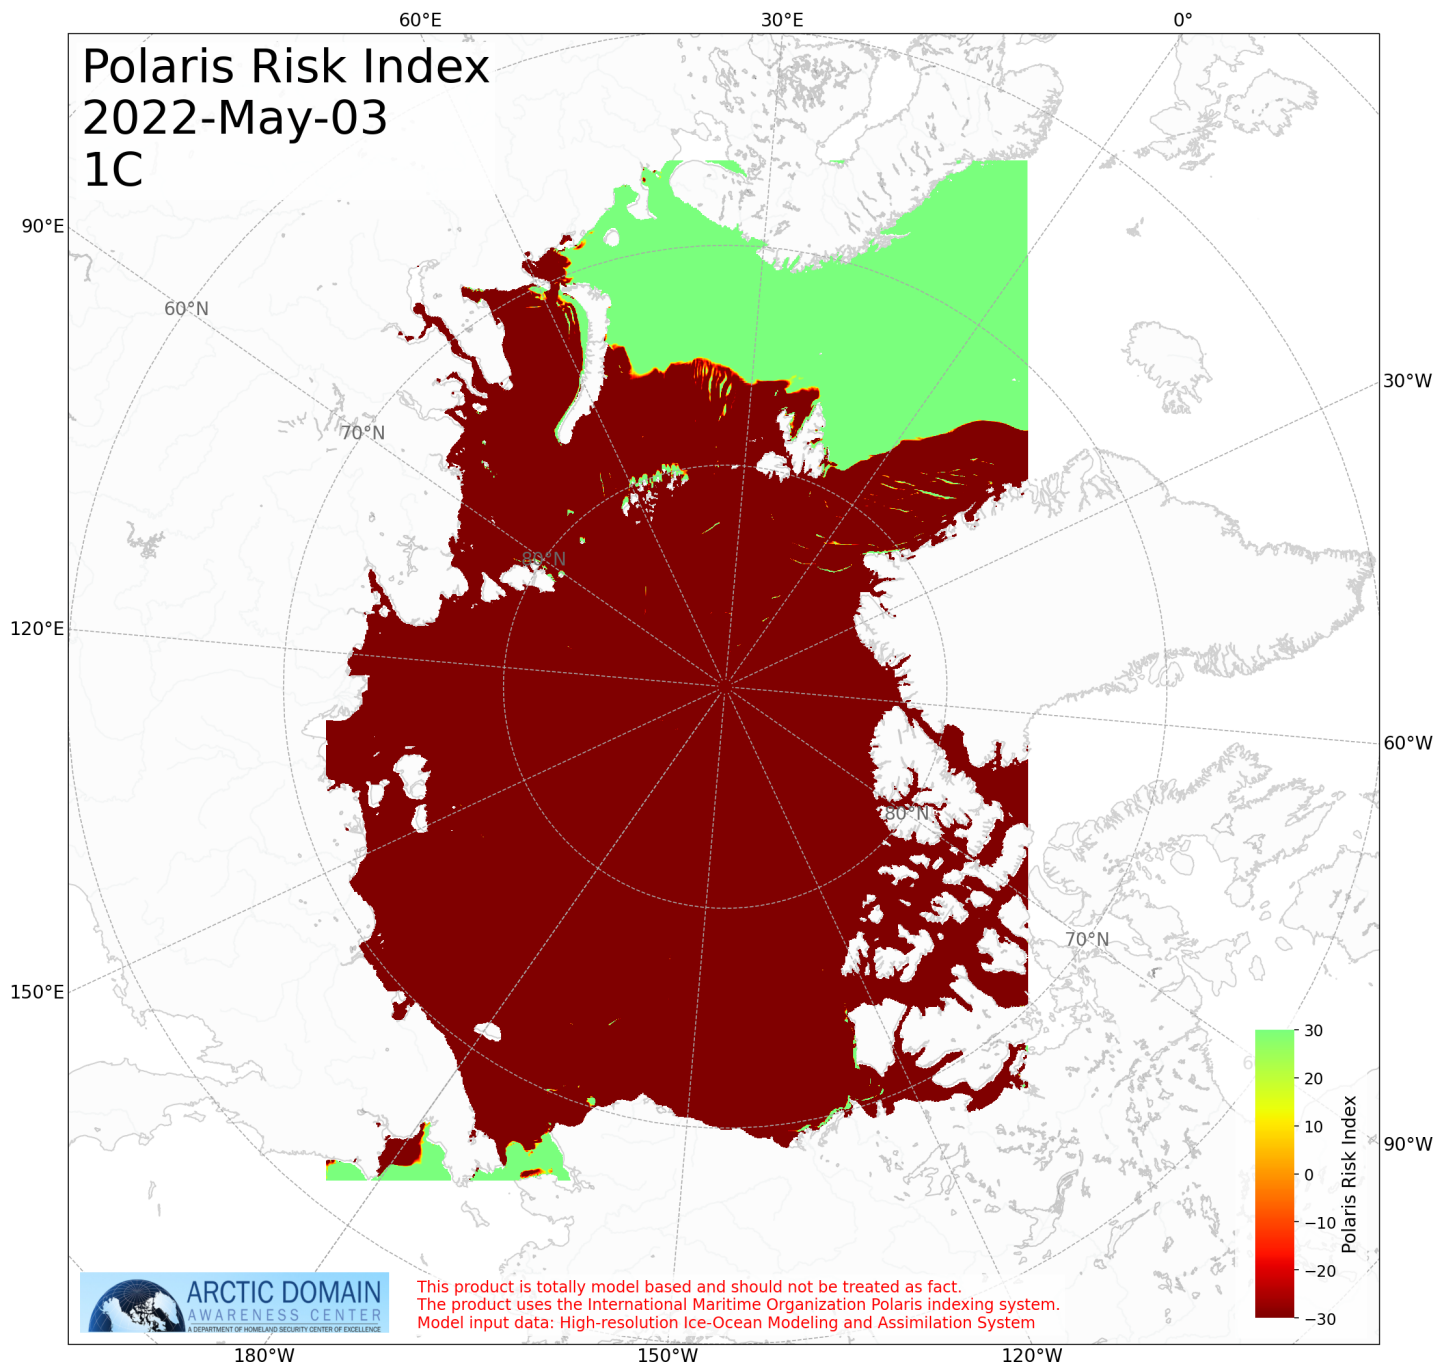 60°E
30°E
0°
Polaris Risk Index
2022-May-03
1C
90°E
60°N
30°W
70°N
80°N
120°E
60°W
80°N
70°N
150°E
30
20
10
0
−10
−20
−30
Polaris Risk Index
90°W
ARCTIC DOMAIN
AWARENESS CENTER
A DEPARTMENT OF HOMELAND SECURITY CENTER OF EXCELLENCE
This product is totally model based and should not be treated as fact.
The product uses the International Maritime Organization Polaris indexing system.
Model input data: High-resolution Ice-Ocean Modeling and Assimilation System
180°W
150°W
120°W